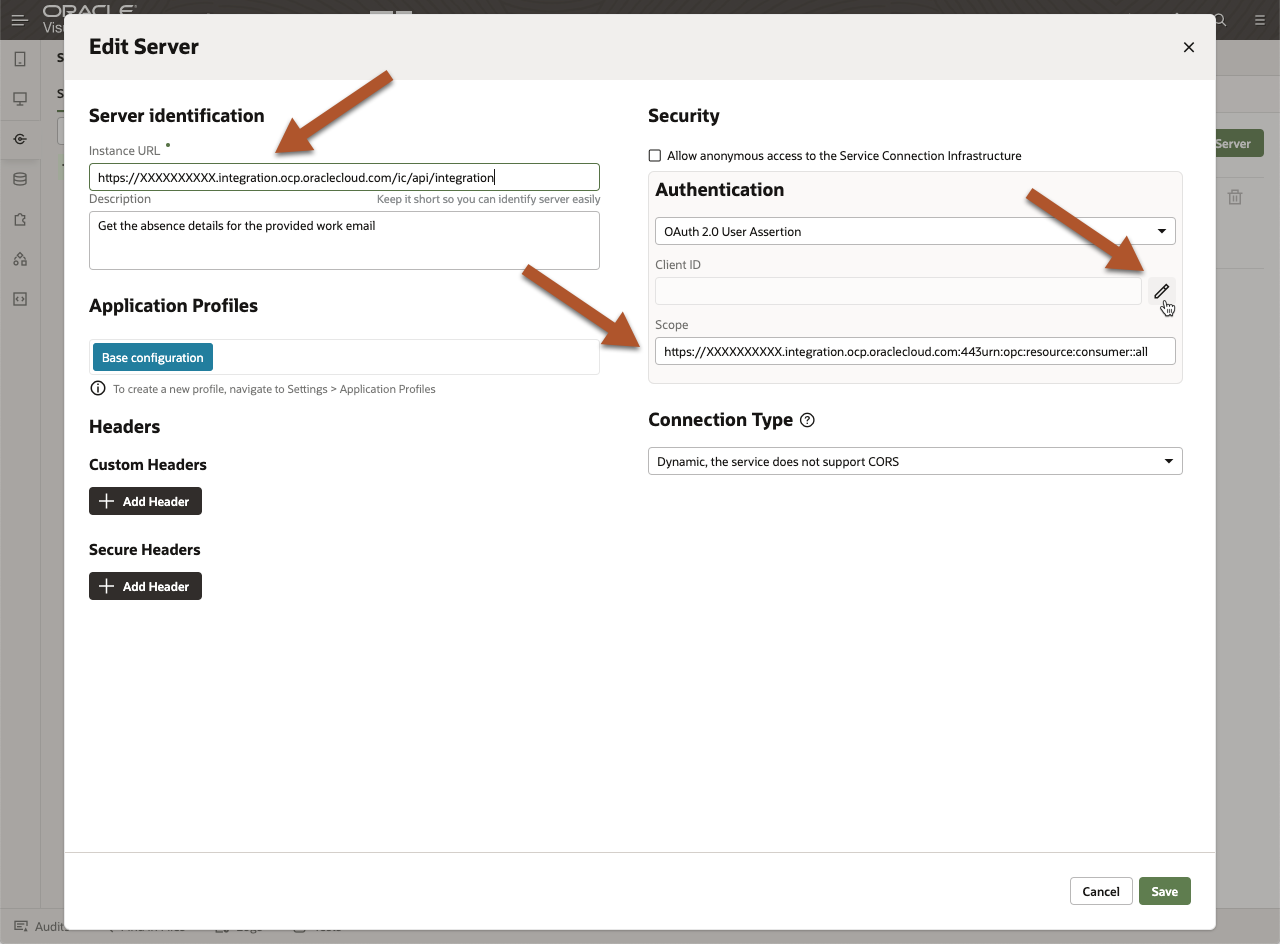 ORACLE
Edit Server
Server identification
Instance URL
https://XXXXXXXXXX.integration.ocp.oraclecloud.com/ic/api/integration
Description
Keep it short so you can identify server easily
Get the absence details for the provided work email
Application Profiles
Base configuration
To create a new profile, navigate to Settings > Application Profiles
Headers
Custom Headers
Add Header
Secure Headers
Add Header
Security
Allow anonymous access to the Service Connection Infrastructure
Authentication
OAuth 2.0 User Assertion
Client ID
Scope
https://XXXXXXXXXX.integration.ocp.oraclecloud.com:443urn:opc:resource:consumer::all
Connection Type
Dynamic, the service does not support CORS
Server
Cancel
Save